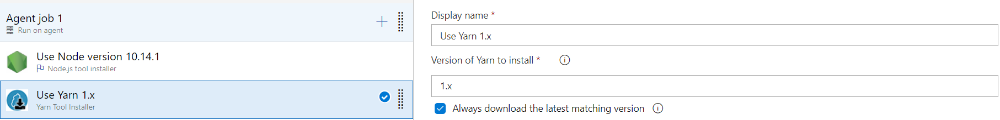 Agent job 1
Run on agent
Use Node version 10.14.1
Node.js tool installer
Use Yarn 1.x
Yarn Tool Installer
Display name *
Use Yarn 1.x
Version of Yarn to install *
1.x
Always download the latest matching version